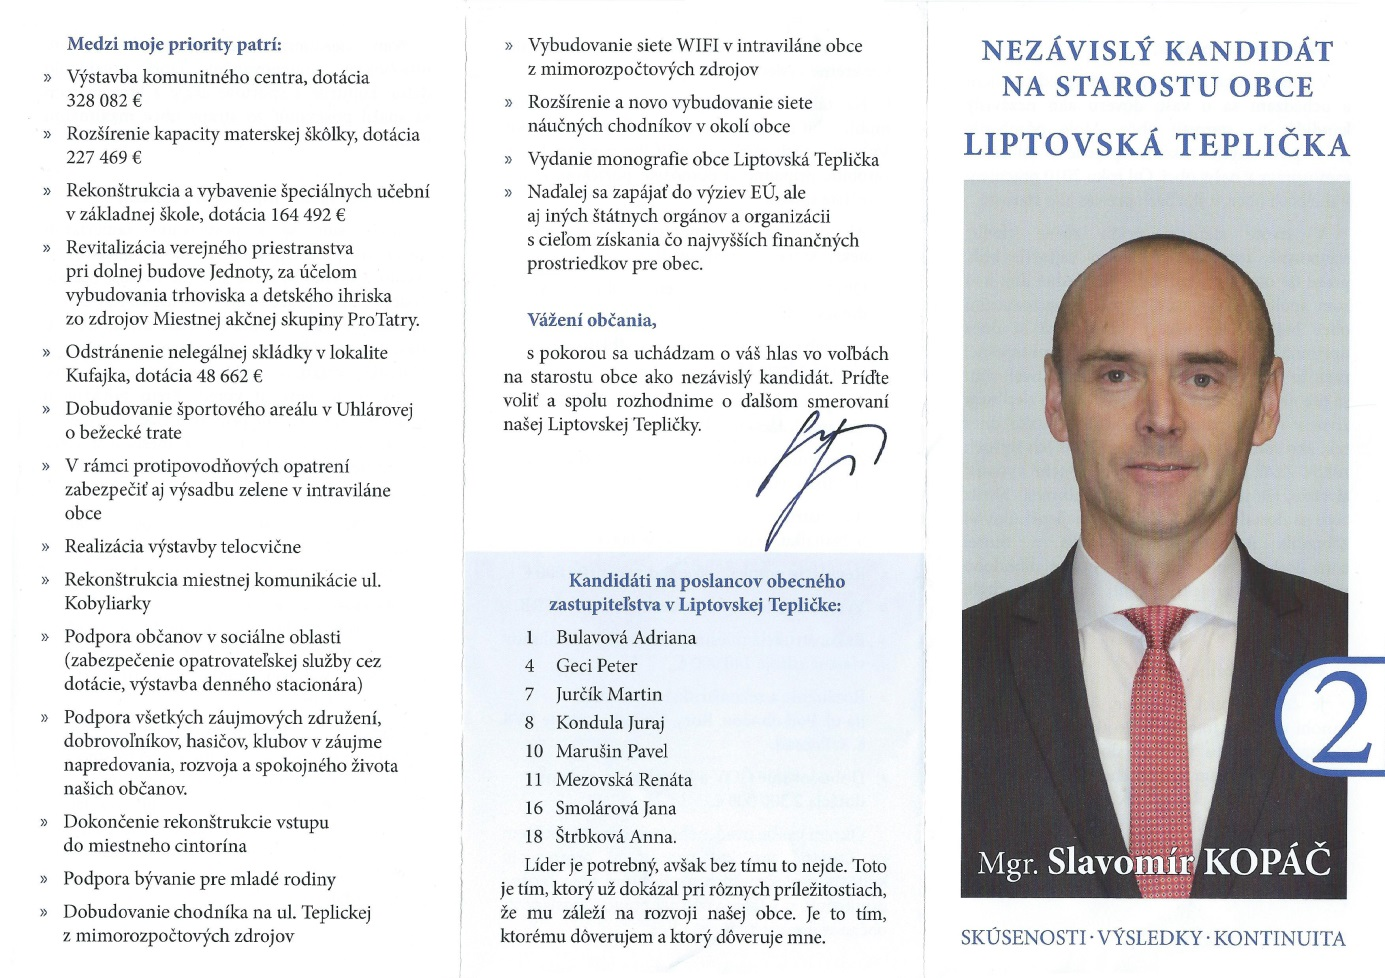 Medzi moje priority patrí:
» Výstavba komunitného centra, dotácia
328 082 €
» Rozšírenie kapacity materskej škôlky, dotácia
227 469 €
» Rekonštrukcia a vybavenie špeciálnych učební
v základnej škole, dotácia 164 492 €
» Revitalizácia verejného priestranstva
pri dolnej budove Jednoty, za účelom
vybudovania trhoviska a detského ihriska
zo zdrojov Miestnej akčnej skupiny ProTatry.
» Odstránenie nelegálnej skládky v lokalite
Kufajka, dotácia 48 662 €
» Dobudovanie športového areálu v Uhlárovej
o bežecké trate
» V rámci protipovodňových opatrení
zabezpečiť aj výsadbu zelene v intraviláne
obce
» Realizácia výstavby telocvične
» Rekonštrukcia miestnej komunikácie ul.
Kobyliarky
» Podpora občanov v sociálne oblasti
(zabezpečenie opatrovateľskej služby cez
dotácie, výstavba denného stacionára)
» Podpora všetkých záujmových združení,
dobrovoľníkov, hasičov, klubov v záujme
napredovania, rozvoja a spokojného života
našich občanov.
» Dokončenie rekonštrukcie vstupu
do miestneho cintorína
» Podpora bývanie pre mladé rodiny
» Dobudovanie chodníka na ul. Teplickej
z mimorozpočtových zdrojov
» Vybudovanie siete WIFI v intraviláne obce
z mimorozpočtových zdrojov
» Rozšírenie a novo vybudovanie siete
náučných chodníkov v okolí obce
» Vydanie monografie obce Liptovská Teplička
» Naďalej sa zapájať do výziev EÚ, ale
aj iných štátnych orgánov a organizácii
s cieľom získania čo najvyšších finančných
prostriedkov pre obec.
Vážení občania,
s pokorou sa uchádzam o váš hlas vo voľbách
na starostu obce ako nezávislý kandidát. Príďte
voliť a spolu rozhodnime o ďalšom smerovaní
našej Liptovskej Tepličky.
Kandidáti na poslancov obecného
zastupiteľstva v Liptovskej Tepličke:
1 Bulavová Adriana
4 Geci Peter
7 Jurčík Martin
8 Kondula Juraj
10 Marušin Pavel
11 Mezovská Renáta
16 Smolárová Jana
18 Štrbková Anna.
Líder je potrebný, avšak bez tímu to nejde. Toto
je tím, ktorý už dokázal pri rôznych príležitostiach,
že mu záleží na rozvoji našej obce. Je to tím,
ktorému dôverujem a ktorý dôveruje mne.
NEZÁVISLÝ KANDIDÁT
NA STAROSTU OBCE
LIPTOVSKÁ TEPLIČKA
2
Mgr. Slavomír KOPÁČ
SKÚSENOSTI · VÝSLEDKY · KONTINUITA